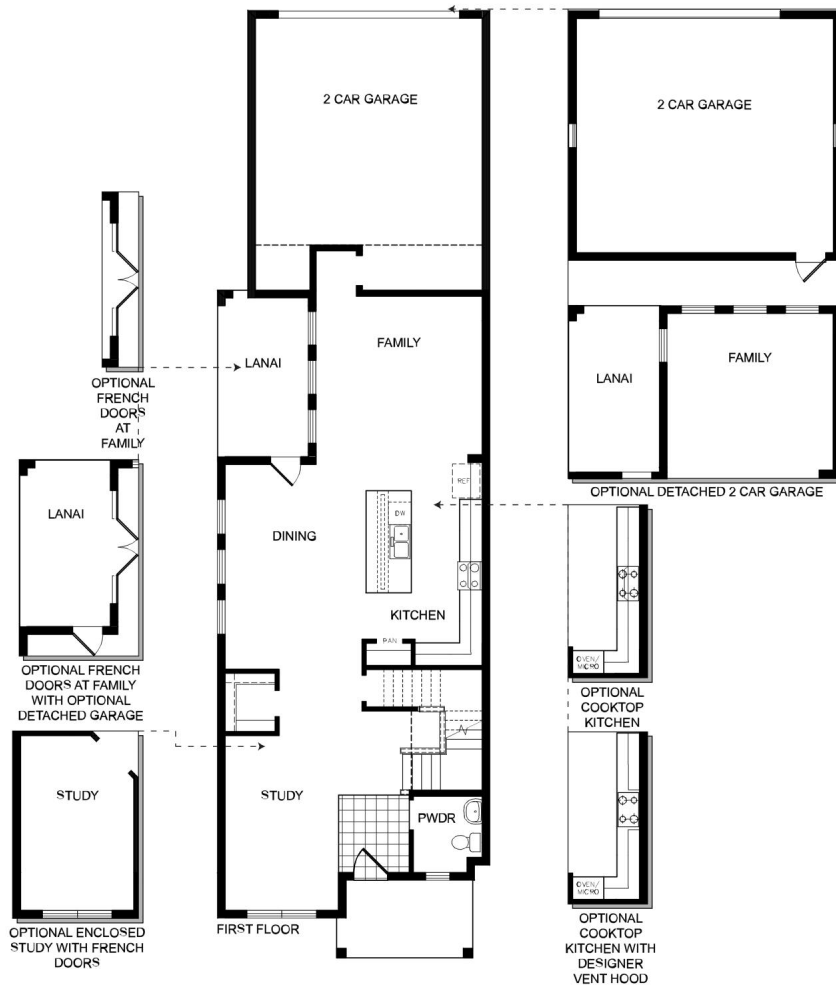 2 CAR GARAGE
2 CAR GARAGE
LANAI
FAMILY
OPTIONAL
FRENCH
DOORS
AT
FAMILY
LANAI
FAMILY
OPTIONAL DETACHED 2 CAR GARAGE
REF
LANAI
DW
DINING
KITCHEN
PAN
OPTIONAL FRENCH
DOORS AT FAMILY
WITH OPTIONAL
DETACHED GARAGE
OVEN/
MICRO
OPTIONAL
COOKTOP
KITCHEN
STUDY
STUDY
PWDR
OVEN/
MICRO
FIRST FLOOR
OPTIONAL ENCLOSED
STUDY WITH FRENCH
DOORS
OPTIONAL
COOKTOP
KITCHEN WITH
DESIGNER
VENT HOOD